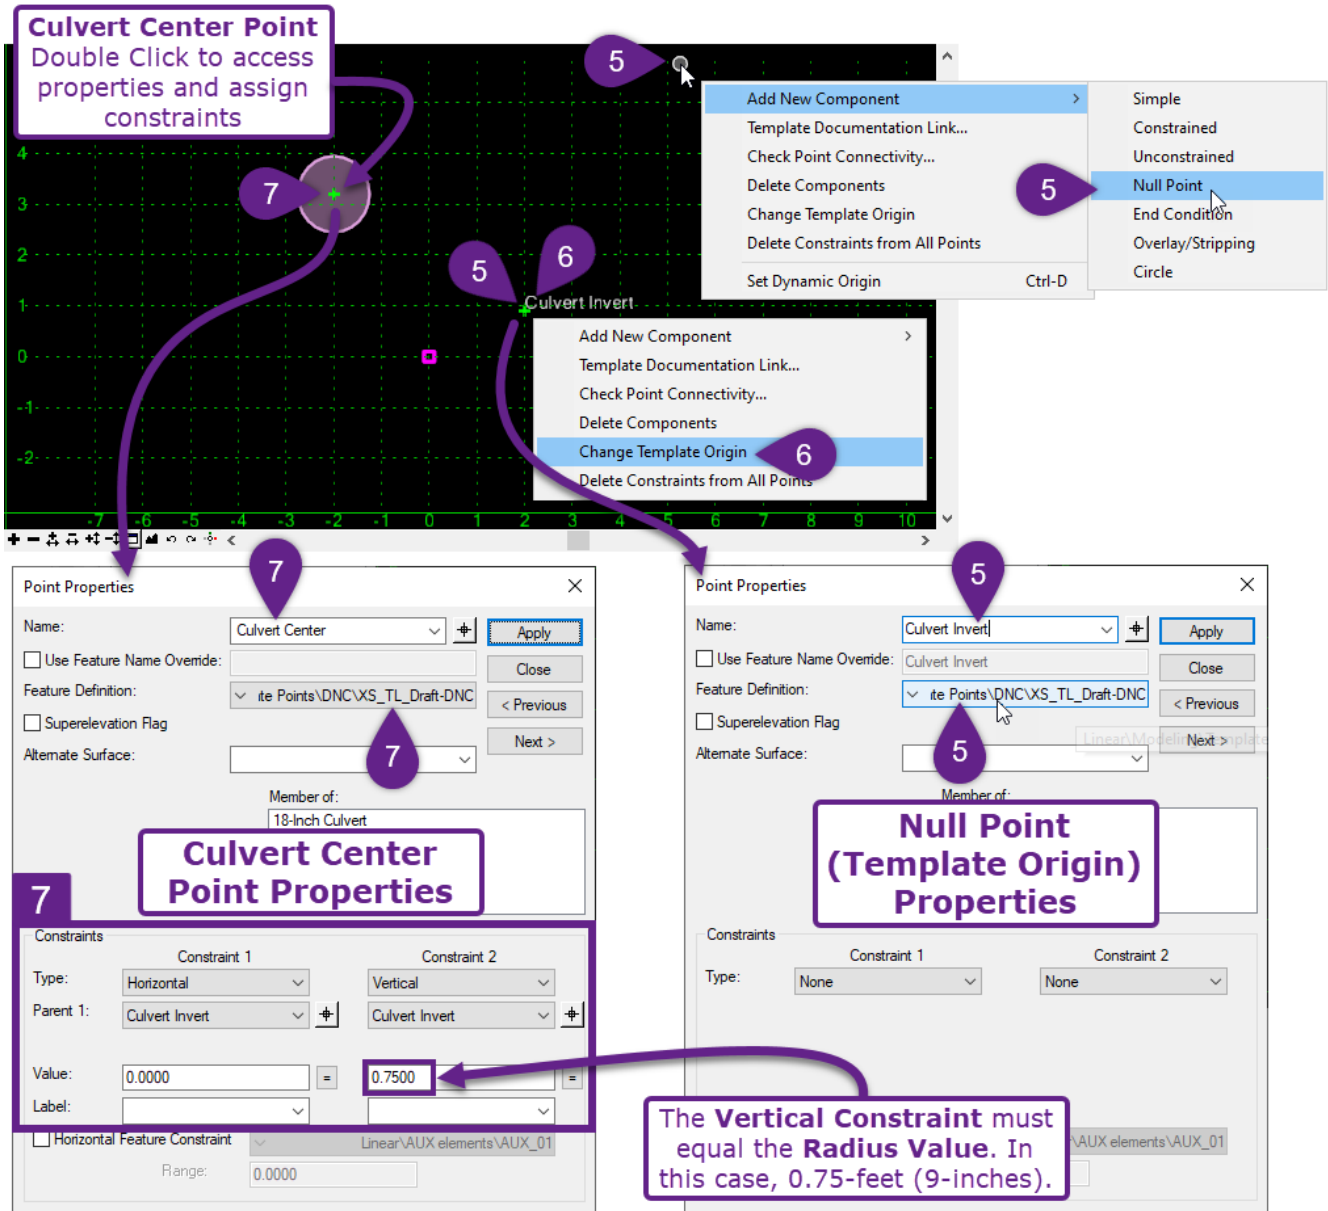 Culvert Center Point
Double Click to access
properties and assign
constraints
5
Add New Component
Template Documentation Link...
Check Point Connectivity...
Delete Components
Change Template Origin
Delete Constraints from All Points
Set Dynamic Origin Ctrl-D
Simple
Constrained
Unconstrained
Null Point
End Condition
Overlay/Stripping
Circle
5
7
5
6
Culvert Invert
Add New Component
Template Documentation Link...
Check Point Connectivity...
Delete Components
Change Template Origin
Delete Constraints from All Points
6
4
3
2
1
0
-1
-2
-7 -6 -5 -4 -3 -2 -1 0 1 2 3 4 5 6 7 8 9 10
7
Point Properties
Name:
Culvert Center
Apply
Use Feature Name Override:
Close
Feature Definition:
ite Points\DNC\XS_TL_Draft-DNC
< Previous
Superelevation Flag
7
Next >
Alternate Surface:
Member of:
18-Inch Culvert
Culvert Center
Point Properties
7
Constraints
Constraint 1 Constraint 2
Type: Horizontal Vertical
Parent 1: Culvert Invert Culvert Invert
Value: 0.0000 = 0.7500 =
Label:
Horizontal Feature Constraint Linear\AUX elements\AUX_01
Range: 0.0000
5
Point Properties
Name:
Culvert Invert
Apply
Use Feature Name Override: Culvert Invert
Close
Feature Definition:
ite Points\DNC\XS_TL_Draft-DNC
< Previous
Superelevation Flag
5
Next >
Alternate Surface:
Member of:
Null Point
(Template Origin)
Properties
Constraints
Constraint 1 Constraint 2
Type: None None
The Vertical Constraint must
equal the Radius Value. In
this case, 0.75-feet (9-inches).
\AUX elements\AUX_01